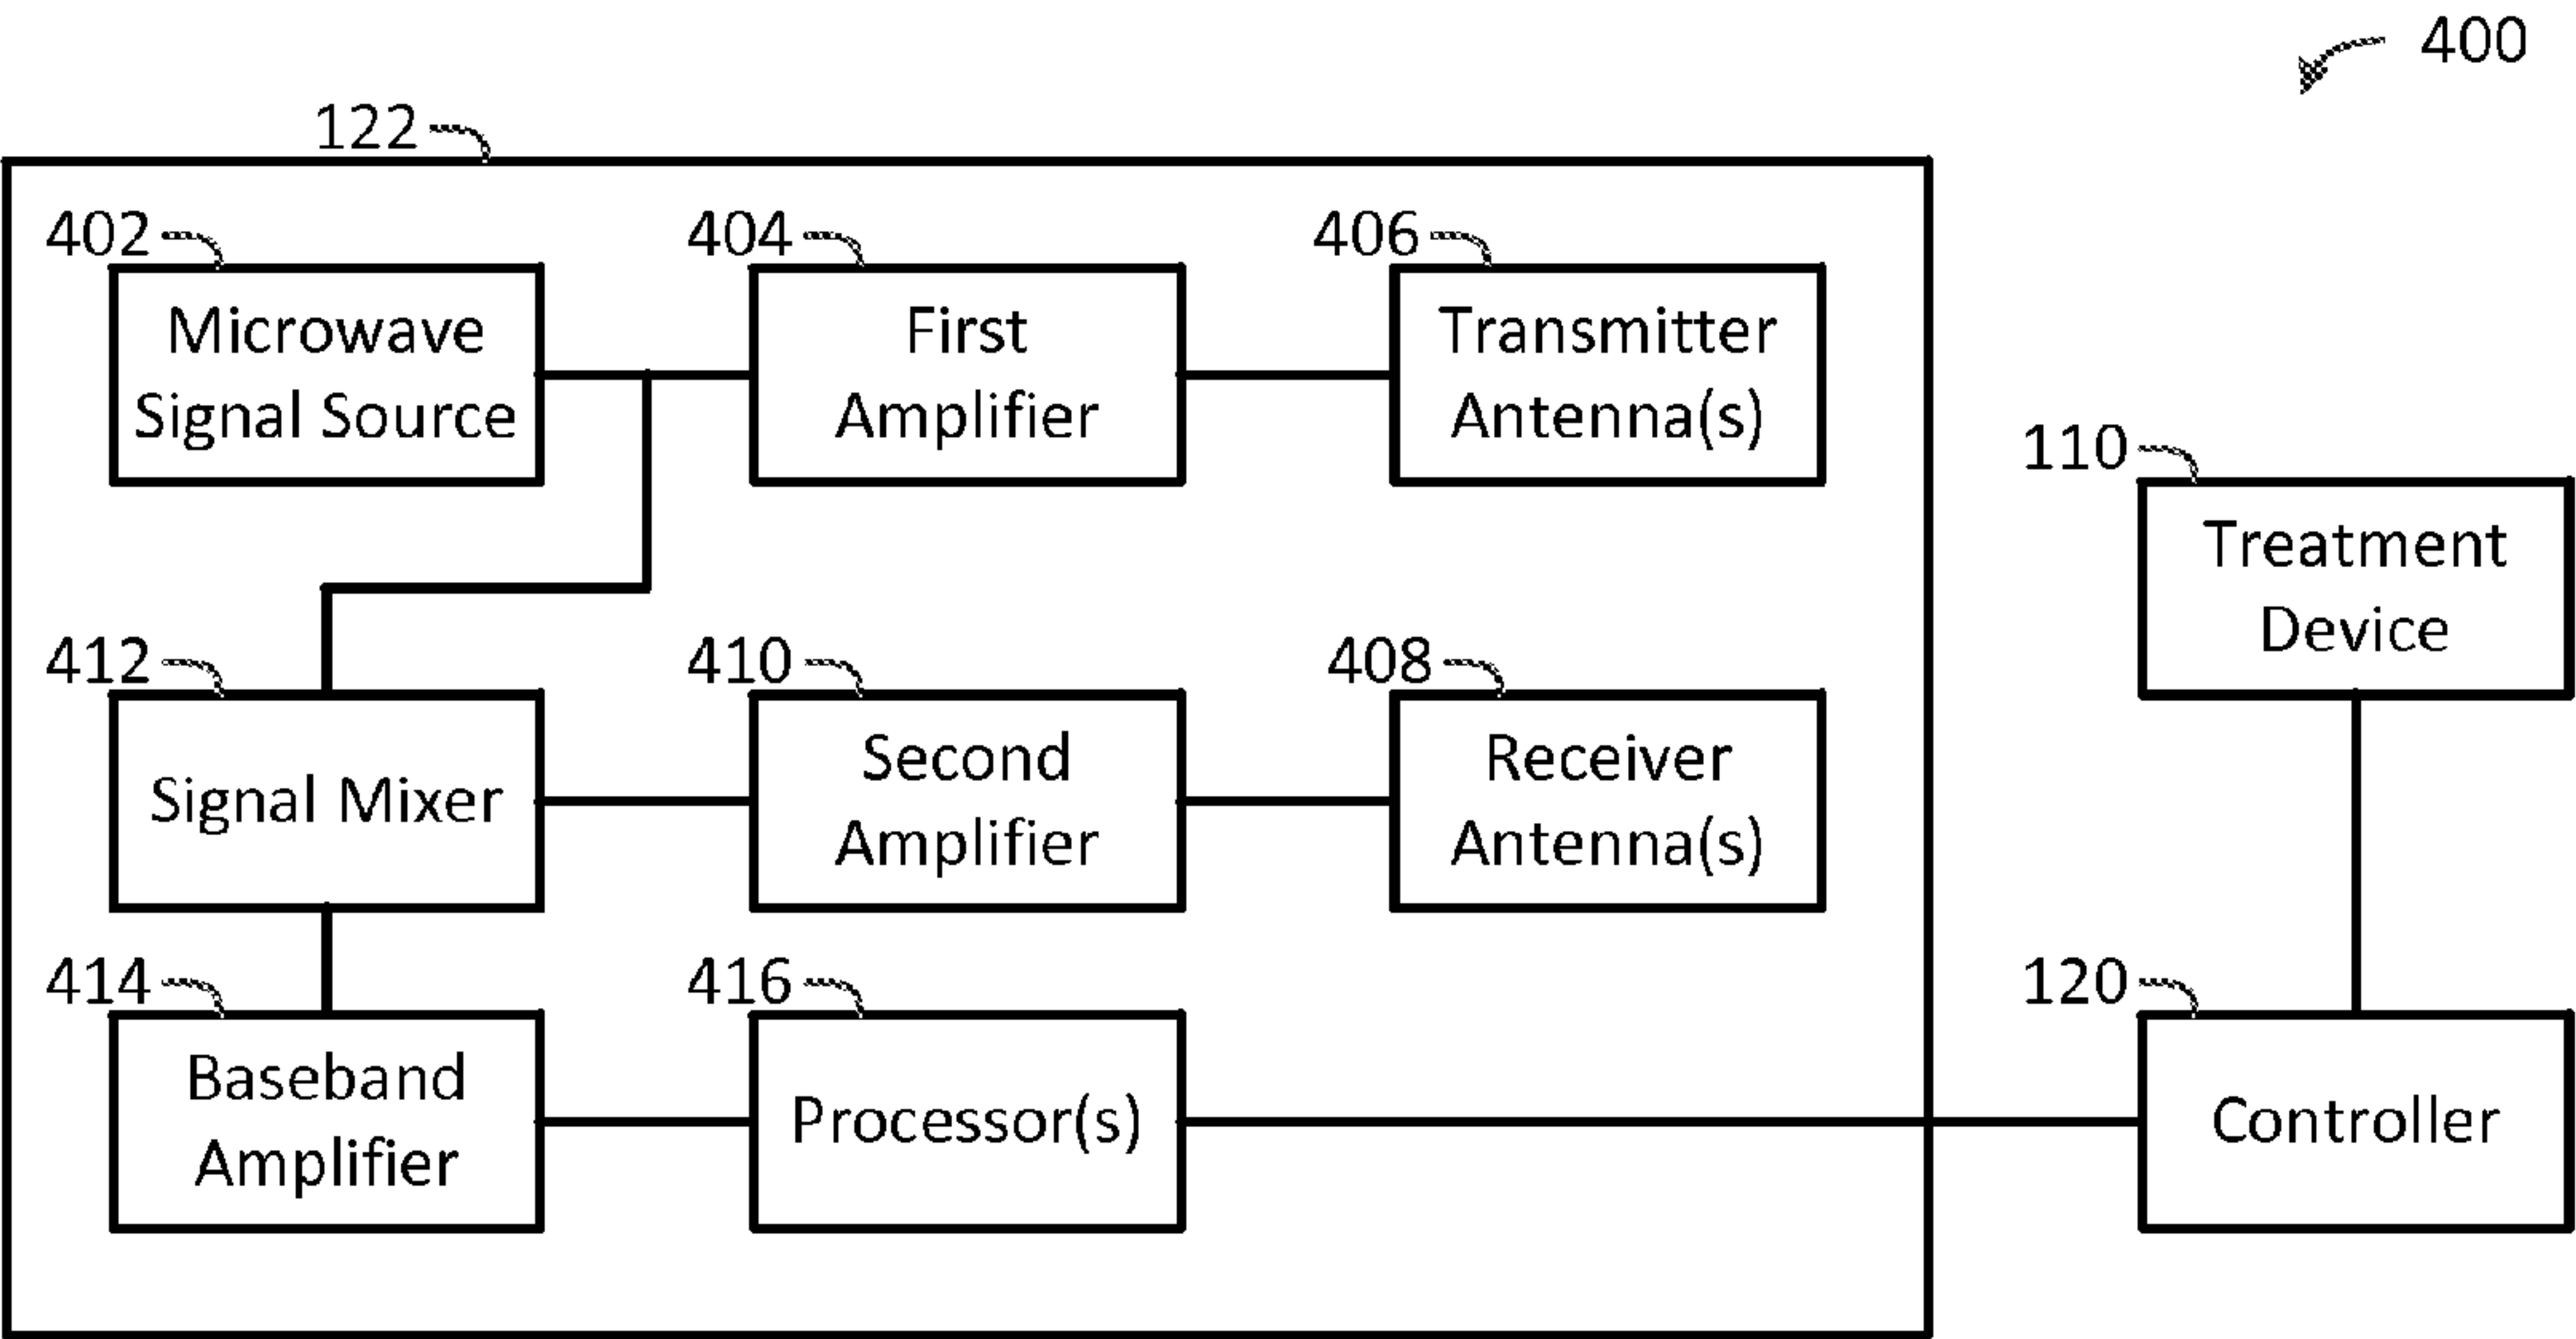 400
122
402
404
406
Microwave
Signal Source
First
Amplifier
Transmitter
Antenna(s)
110
Treatment
Device
412
410
408
Signal Mixer
Second
Amplifier
Receiver
Antenna(s)
414
416
120
Baseband
Amplifier
Processor(s)
Controller